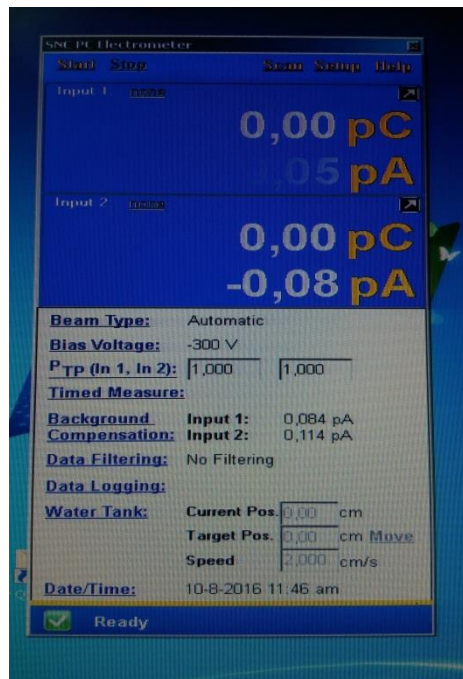 SNC PC Electrometer
Start Stop Scan Setup Help
Input 1 none
0,00 pC
,05 pA
Input 2 none
0,00 pC
-0,08 pA
Beam Type: Automatic
Bias Voltage: -300 V
PTP (In 1, In 2): 1,000 1,000
Timed Measure:
Background Input 1: 0,084 pA
Compensation: Input 2: 0,114 pA
Data Filtering: No Filtering
Data Logging:
Water Tank: Current Pos. 0,00 cm
Target Pos. 0,00 cm Move
Speed 2,000 cm/s
Date/Time: 10-8-2016 11:46 am
Ready